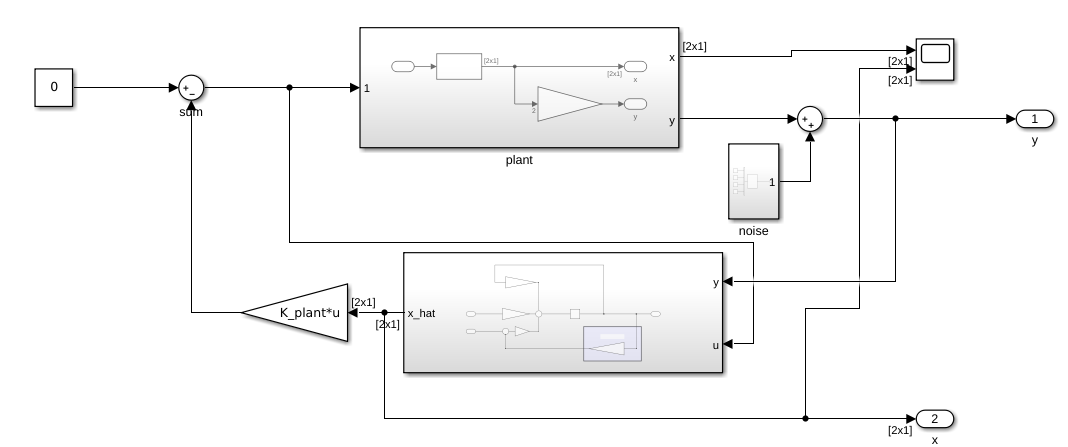 0
+
−
sum
1
[2x1]
[2x1]
x
2
y
x
y
[2x1]
plant
[2x1]
[2x1]
+
+
1
y
1
noise
K_plant*u
[2x1]
[2x1]
x_hat
y
u
2
[2x1]
x